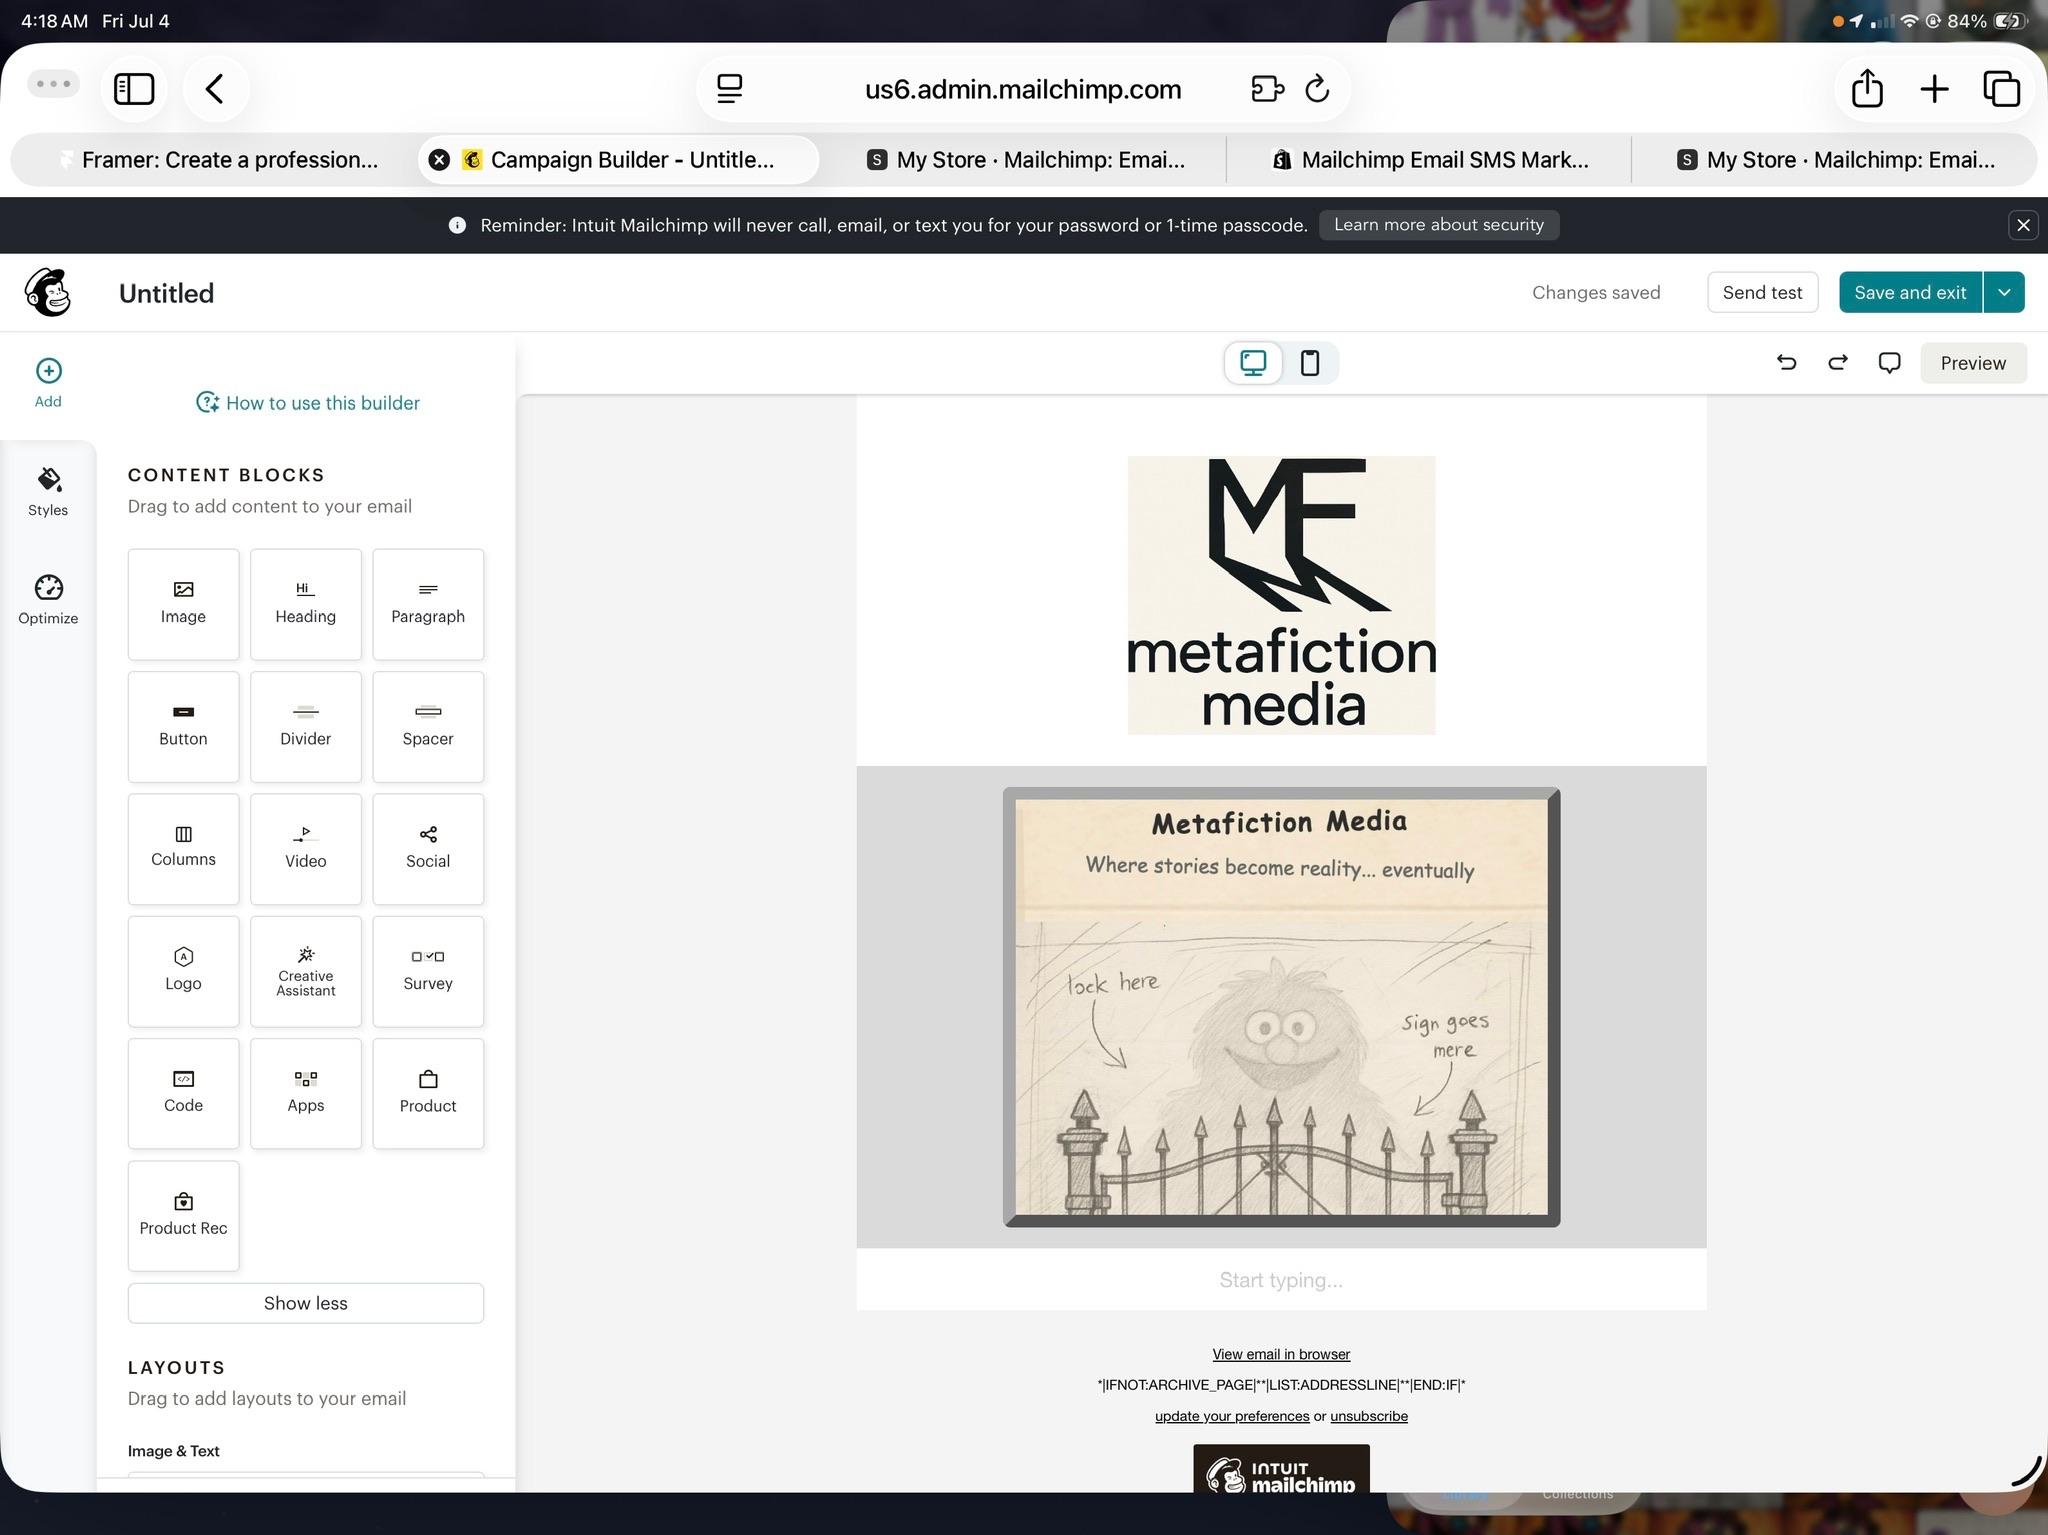 4:18 AM Fri Jul 4
84%
us6.admin.mailchimp.com
Framer: Create a profession...
Campaign Builder - Untitle...
S My Store · Mailchimp: Emai...
Mailchimp Email SMS Mark...
S My Store · Mailchimp: Emai...
Reminder: Intuit Mailchimp will never call, email, or text you for your password or 1-time passcode. Learn more about security
Untitled
Changes saved
Send test
Save and exit
Add
How to use this builder
Preview
CONTENT BLOCKS
Drag to add content to your email
Styles
Optimize
Image
Hi
Heading
Paragraph
Button
Divider
Spacer
Columns
Video
Social
A
Logo
Creative
Assistant
Survey
Code
Apps
Product
Product Rec
Show less
LAYOUTS
Drag to add layouts to your email
Image & Text
MF
metafiction
media
Metafiction Media
Where stories become reality... eventually
lock here
Sign goes
mere
Start typing...
View email in browser
*|IFNOT:ARCHIVE_PAGE|**|LIST:ADDRESSLINE|**|END:IF|*
update your preferences or unsubscribe
INTUIT
mailchimp
Collections